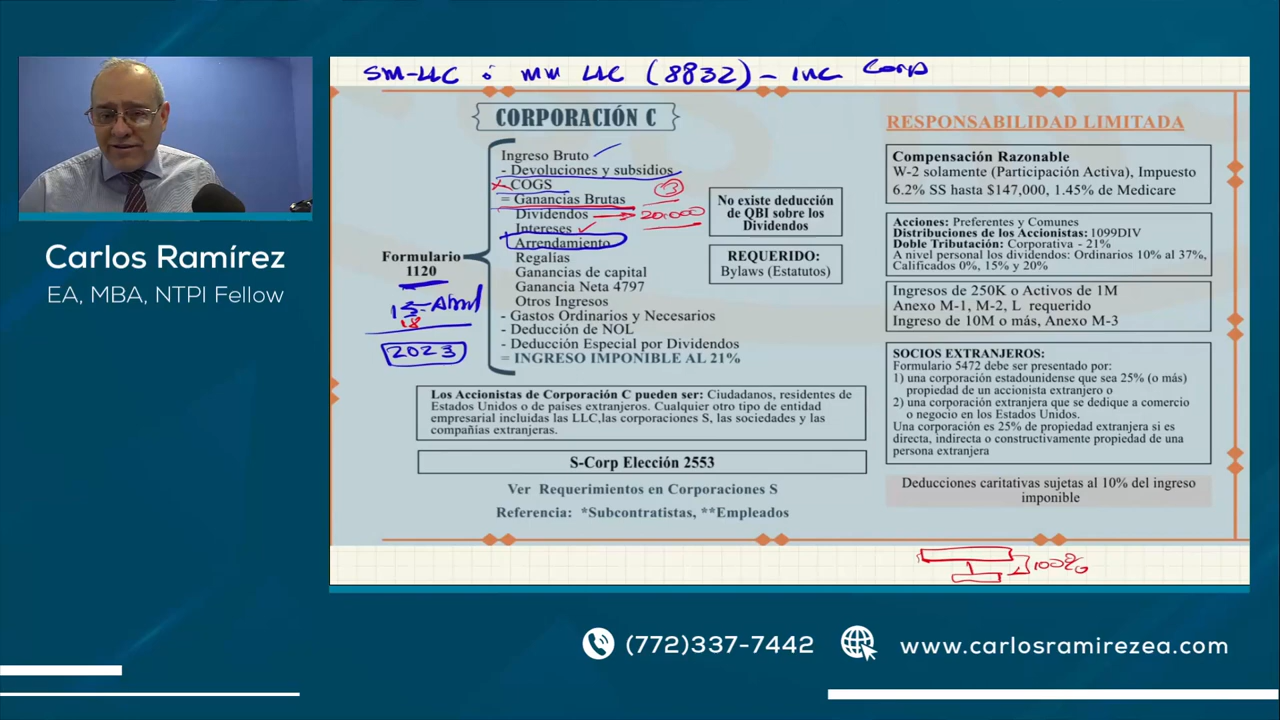 SM-LLC ó MM LLC (8832) - INC Corp
CORPORACIÓN C
Ingreso Bruto
- Devoluciones y subsidios
COGS
= Ganancias Brutas
3
Dividendos
20.000
Intereses
Arrendamiento
Regalías
Ganancias de capital
Ganancia Neta 4797
Otros Ingresos
- Gastos Ordinarios y Necesarios
- Deducción de NOL
- Deducción Especial por Dividendos
= INGRESO IMPONIBLE AL 21%
Formulario
1120
15 Abril
18
2023
No existe deducción
de QBI sobre los
Dividendos
REQUERIDO:
Bylaws (Estatutos)
Los Accionistas de Corporación C pueden ser: Ciudadanos, residentes de
Estados Unidos o de paises extranjeros. Cualquier otro tipo de entidad
empresarial incluidas las LLC,las corporaciones S, las sociedades y las
compañías extranjeras.
S-Corp Elección 2553
Ver Requerimientos en Corporaciones S
Referencia: *Subcontratistas, **Empleados
RESPONSABILIDAD LIMITADA
Compensación Razonable
W-2 solamente (Participación Activa), Impuesto
6.2% SS hasta $147,000, 1.45% de Medicare
Acciones: Preferentes y Comunes
Distribuciones de los Accionistas: 1099DIV
Doble Tributación: Corporativa - 21%
A nivel personal los dividendos: Ordinarios 10% al 37%,
Calificados 0%, 15% y 20%
Ingresos de 250K o Activos de 1M
Anexo M-1, M-2, L requerido
Ingreso de 10M o más, Anexo M-3
SOCIOS EXTRANJEROS:
Formulario 5472 debe ser presentado por:
1) una corporación estadounidense que sea 25% (o más)
propiedad de un accionista extranjero o
2) una corporación extranjera que se dedique a comercio
o negocio en los Estados Unidos.
Una corporación es 25% de propiedad extranjera si es
directa, indirecta o constructivamente propiedad de una
persona extranjera
Deducciones caritativas sujetas al 10% del ingreso
imponible
100%
Carlos Ramírez
EA, MBA, NTPI Fellow
(772)337-7442
www.carlosramirezea.com